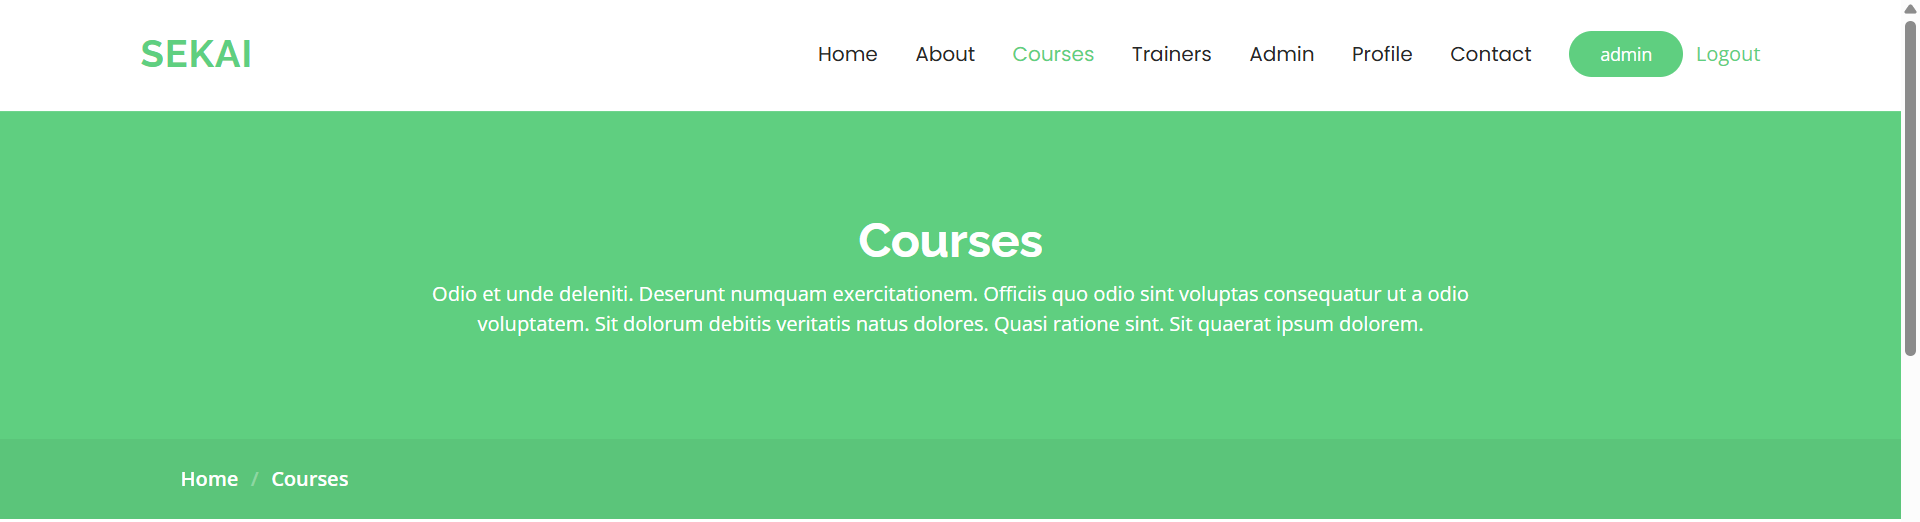 SEKAI
Home About Courses Trainers Admin Profile Contact admin Logout
Courses
Odio et unde deleniti. Deserunt numquam exercitationem. Officiis quo odio sint voluptas consequatur ut a odio
voluptatem. Sit dolorum debitis veritatis natus dolores. Quasi ratione sint. Sit quaerat ipsum dolorem.
Home / Courses